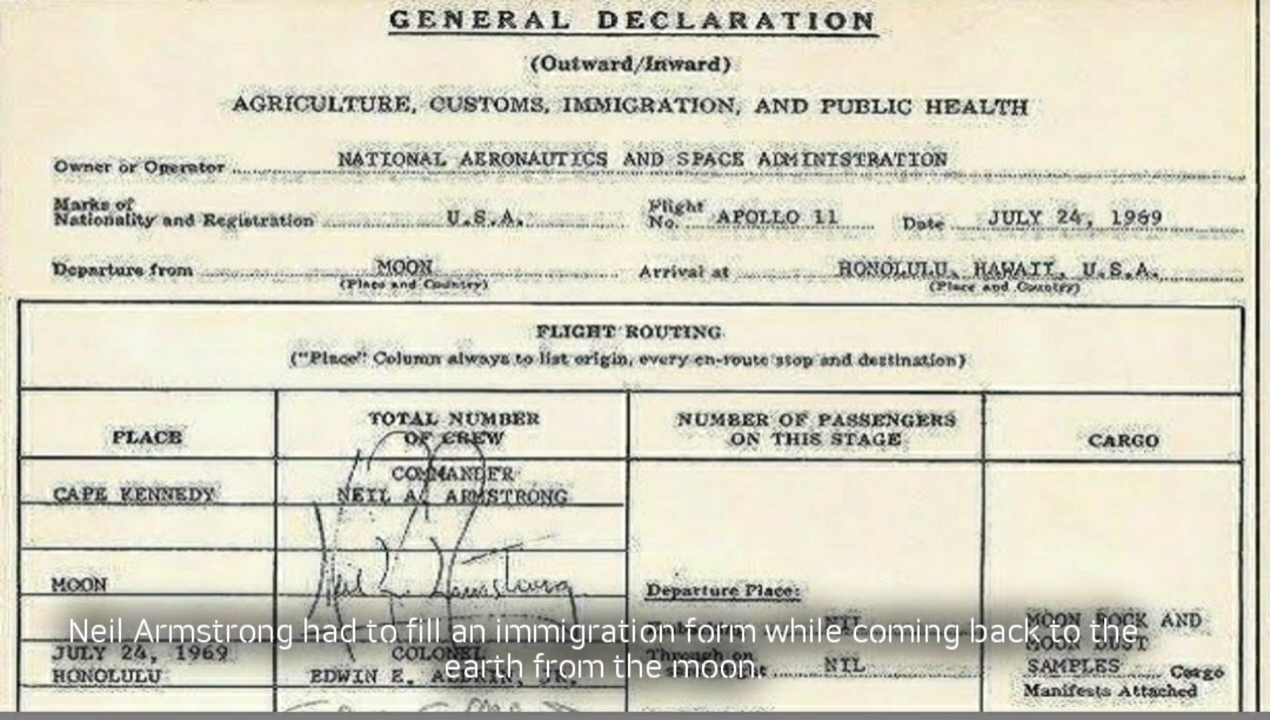 GENERAL DECLARATION
(Outward/Inward)
AGRICULTURE, CUSTOMS, IMMIGRATION, AND PUBLIC HEALTH
Owner or Operator NATIONAL AERONAUTICS AND SPACE ADMINISTRATION
Marks of
Nationality and Registration U.S.A. Flight No. APOLLO 11 Date JULY 24, 1969
Departure from MOON Arrival at HONOLULU, HAWAII, U.S.A.
(Place and Country) (Place and Country)
FLIGHT ROUTING
("Place" Column always to list origin, every en-route stop and destination)
PLACE
TOTAL NUMBER
OF CREW
NUMBER OF PASSENGERS
ON THIS STAGE
CARGO
COMMANDER
CAPE KENNEDY NEIL A. ARMSTRONG
MOON
Departure Place:
NIL
MOON ROCK AND
MOON DUST
Neil Armstrong had to fill an immigration form while coming back to the
earth from the moon.
JULY 24, 1969 COLONEL Through on
HONOLULU EDWIN E. ALDRIN, JR. NIL SAMPLES Cargo
Manifests Attached